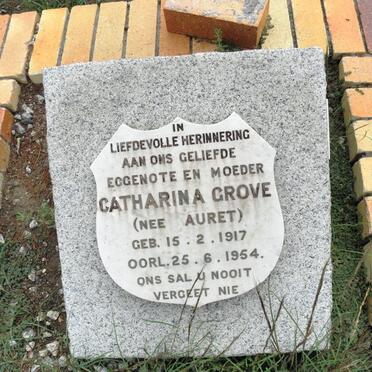 IN
LIEFDEVOLLE HERINNERING
AAN ONS GELIEFDE
EGGENOTE EN MOEDER
CATHARINA GROVE
(NEE AURET)
GEB. 15.2.1917
OORL. 25.6.1954.
ONS SAL U NOOIT
VERGEET NIE